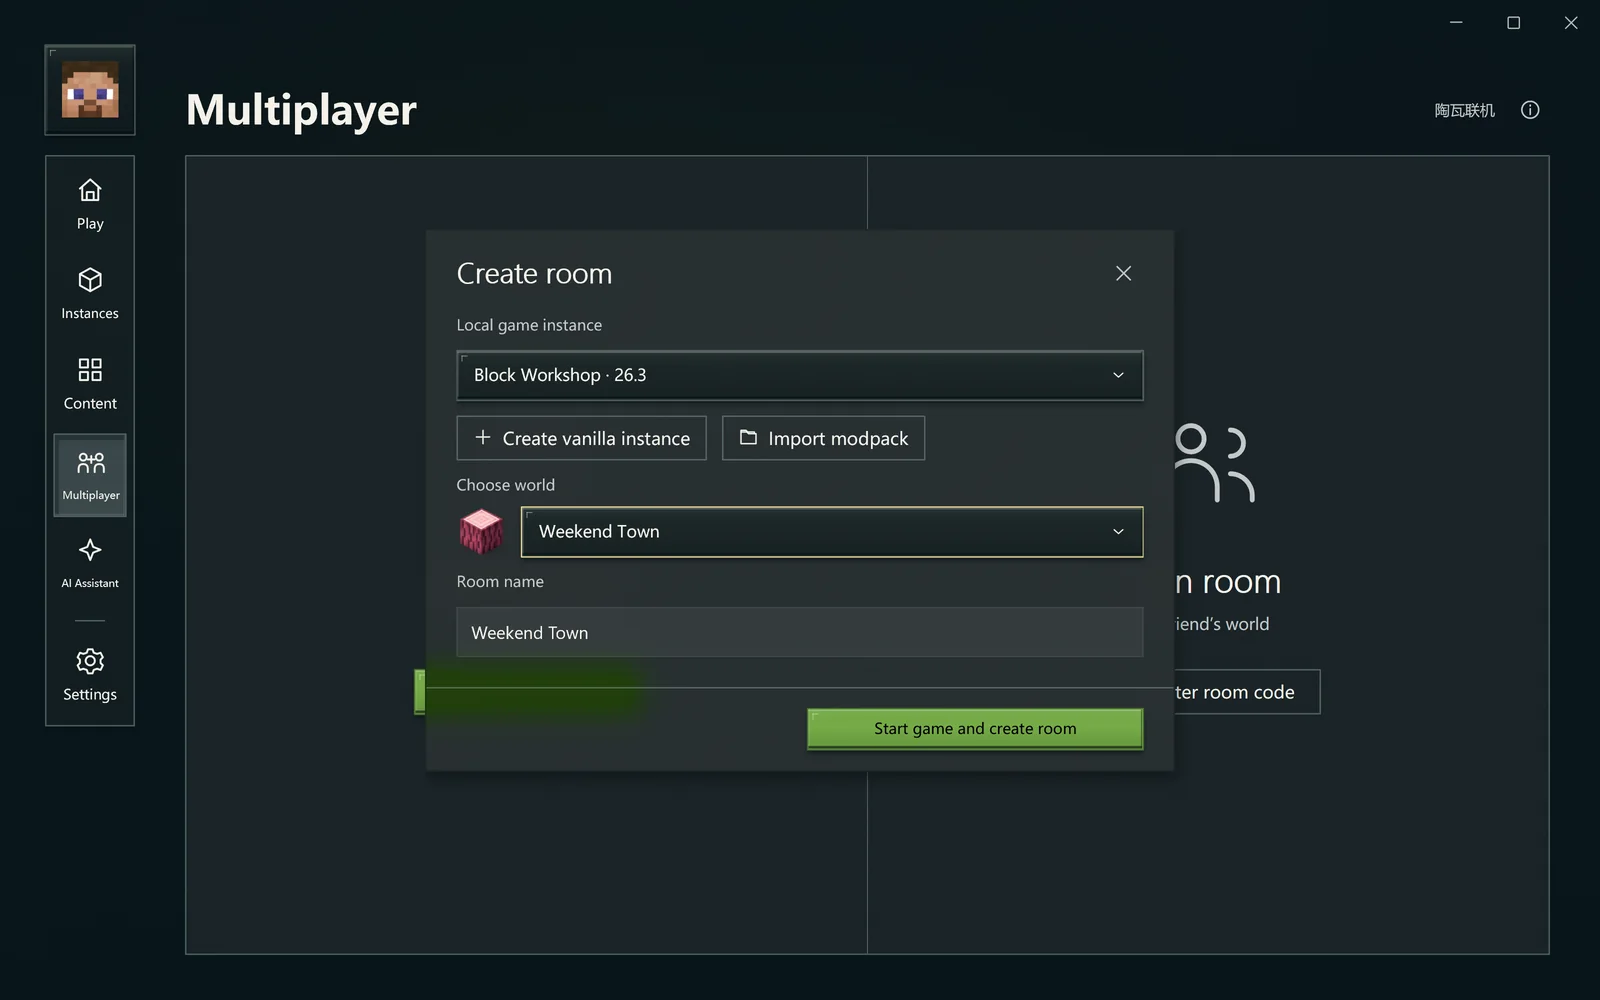 Multiplayer
陶瓦联机
Play
Instances
Content
Multiplayer
AI Assistant
Settings
Create room
Local game instance
Block Workshop · 26.3
Create vanilla instance
Import modpack
Choose world
Weekend Town
Room name
Weekend Town
Start game and create room
room
world
room code